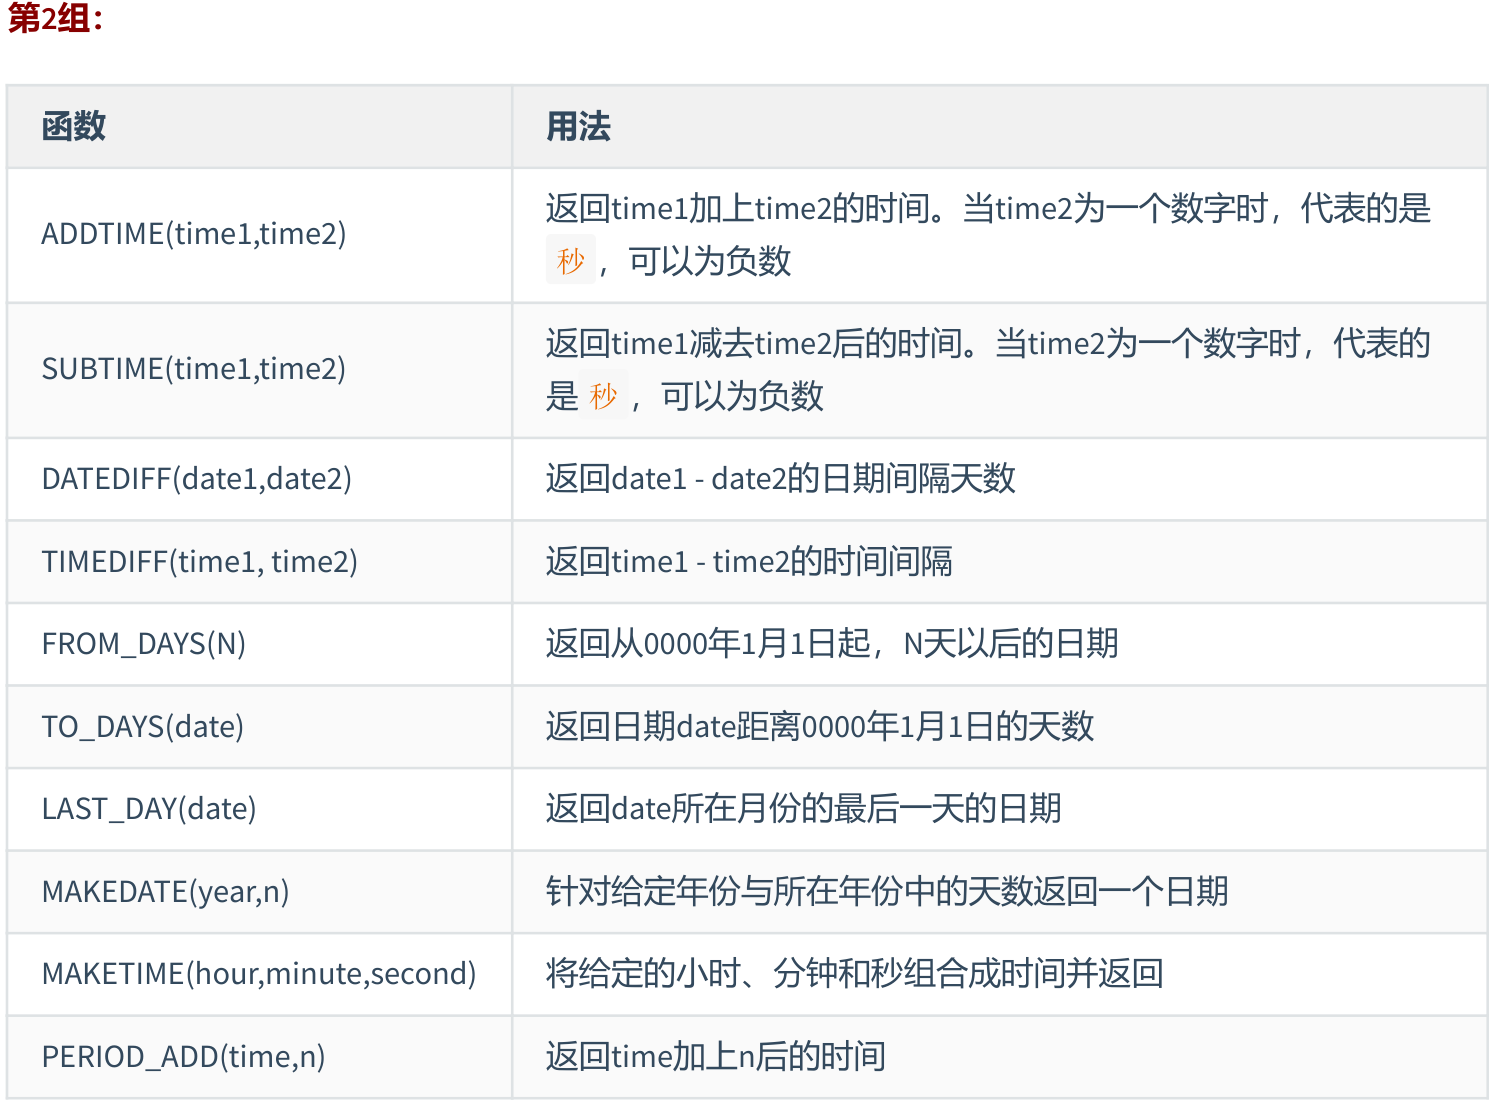 第2组：
函数 用法
ADDTIME(time1,time2) 返回time1加上time2的时间。当time2为一个数字时，代表的是
秒，可以为负数
SUBTIME(time1,time2) 返回time1减去time2后的时间。当time2为一个数字时，代表的
是秒，可以为负数
DATEDIFF(date1,date2) 返回date1 - date2的日期间隔天数
TIMEDIFF(time1, time2) 返回time1 - time2的时间间隔
FROM_DAYS(N) 返回从0000年1月1日起，N天以后的日期
TO_DAYS(date) 返回日期date距离0000年1月1日的天数
LAST_DAY(date) 返回date所在月份的最后一天的日期
MAKEDATE(year,n) 针对给定年份与所在年份中的天数返回一个日期
MAKETIME(hour,minute,second) 将给定的小时、分钟和秒组合成时间并返回
PERIOD_ADD(time,n) 返回time加上n后的时间